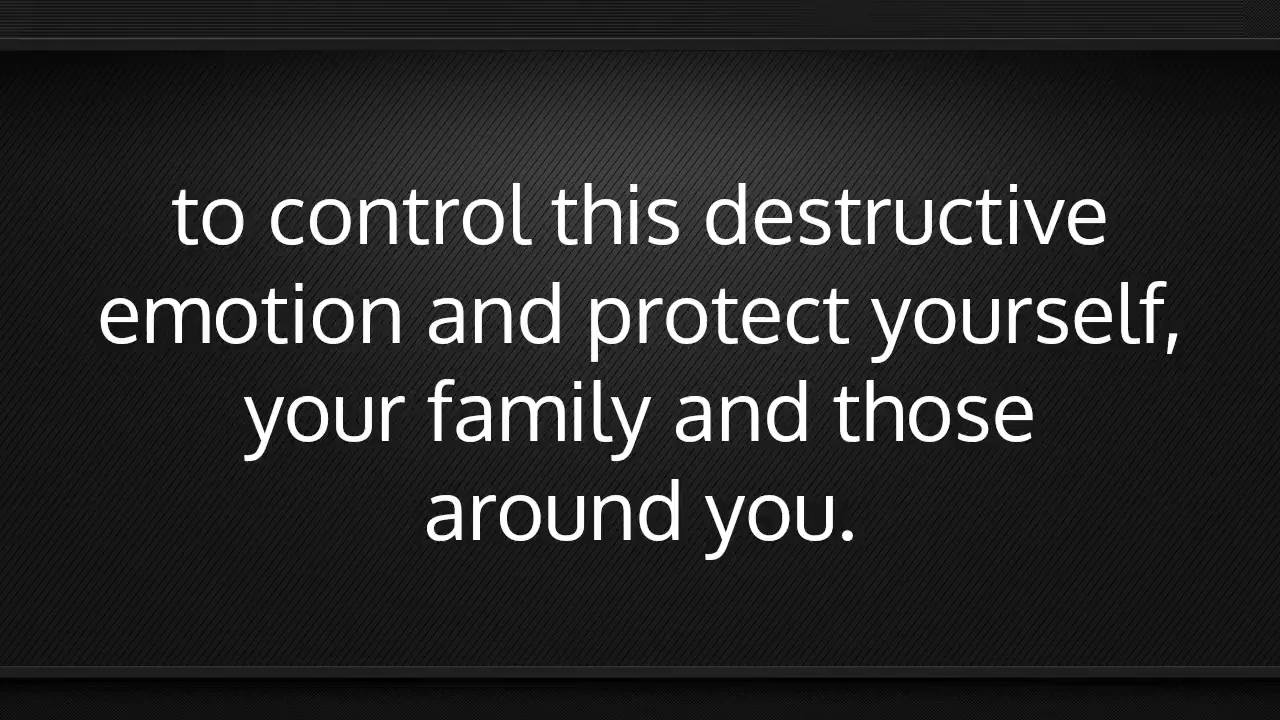 to control this destructive
emotion and protect yourself,
your family and those
around you.